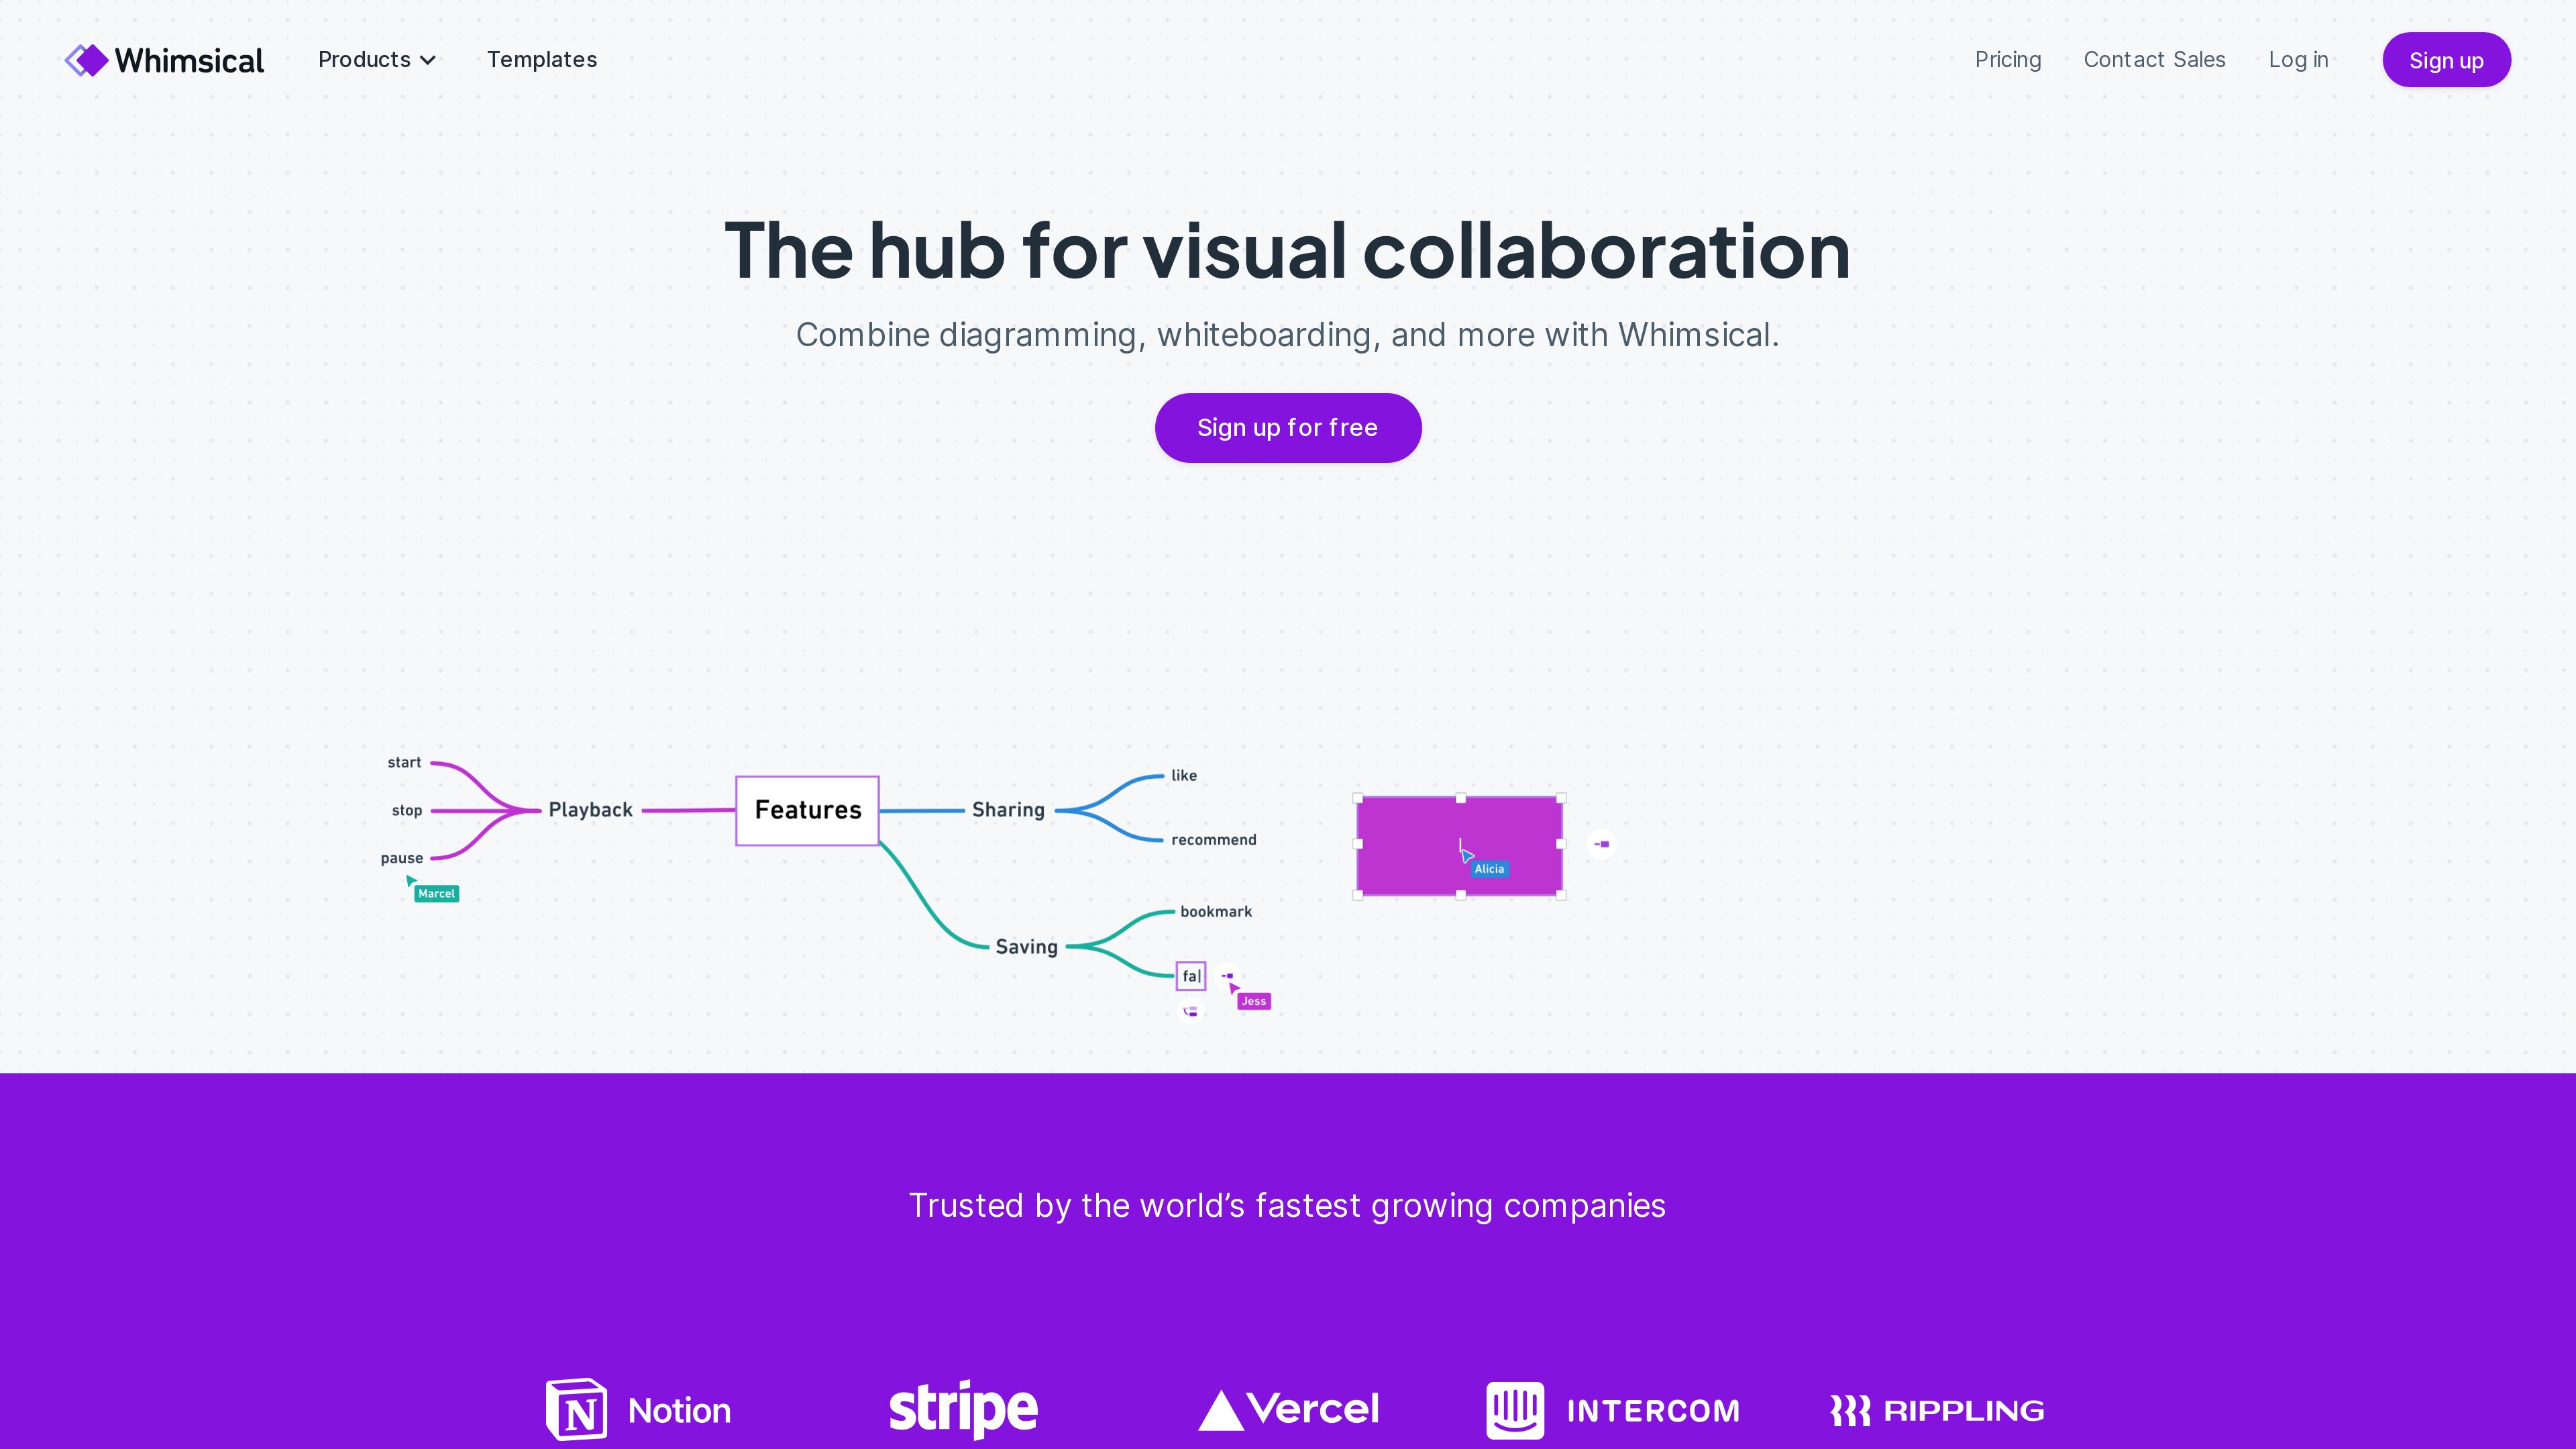 Whimsical
Products
Templates
Pricing
Contact Sales
Log in
Sign up
The hub for visual collaboration
Combine diagramming, whiteboarding, and more with Whimsical.
Sign up for free
start
stop
pause
Marcel
Playback
Features
Sharing
like
recommend
Saving
bookmark
fa
Jess
Alicia
Trusted by the world’s fastest growing companies
N Notion
stripe
Vercel
INTERCOM
RIPPLING